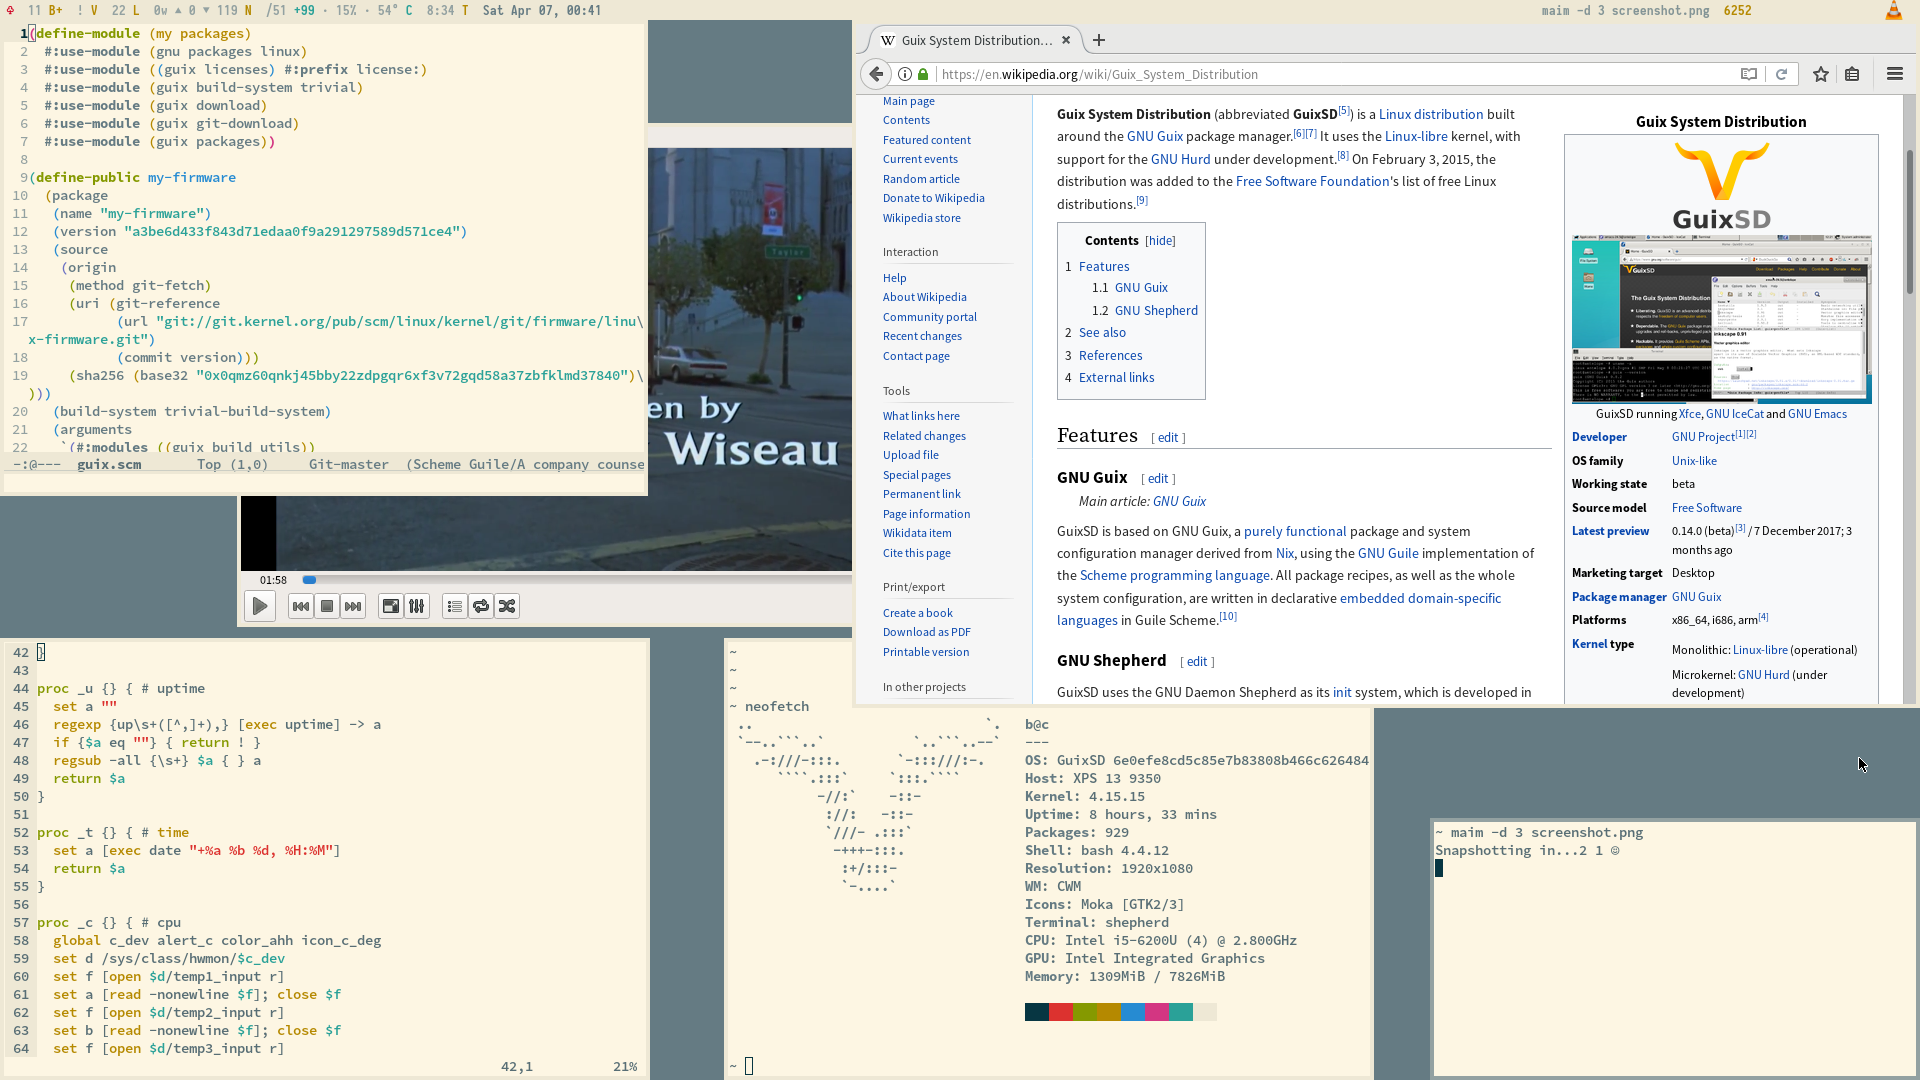 11 B+ ! V 22 L 0w ▲ 0 ▼ 119 N /51 +99 · 15% · 54° C 8:34 T Sat Apr 07, 00:41
maim -d 3 screenshot.png 6252
1 (define-module (my packages)
2 #:use-module (gnu packages linux)
3 #:use-module ((guix licenses) #:prefix license:)
4 #:use-module (guix build-system trivial)
5 #:use-module (guix download)
6 #:use-module (guix git-download)
7 #:use-module (guix packages))
8
9 (define-public my-firmware
10 (package
11 (name "my-firmware")
12 (version "a3be6d433f843d71edaa0f9a291297589d571ce4")
13 (source
14 (origin
15 (method git-fetch)
16 (uri (git-reference
17 (url "git://git.kernel.org/pub/scm/linux/kernel/git/firmware/linu\
x-firmware.git")
18 (commit version)))
19 (sha256 (base32 "0x0qmz60qnkj45bby22zdpgqr6xf3v72gqd58a37zbfklmd37840")\
)))
20 (build-system trivial-build-system)
21 (arguments
22 `(#:modules ((guix build utils))
-:@--- guix.scm Top (1,0) Git-master (Scheme Guile/A company counse
Taylor
en by
Wiseau
01:58
Guix System Distribution…
https://en.wikipedia.org/wiki/Guix_System_Distribution
Main page
Contents
Featured content
Current events
Random article
Donate to Wikipedia
Wikipedia store
Interaction
Help
About Wikipedia
Community portal
Recent changes
Contact page
Tools
What links here
Related changes
Upload file
Special pages
Permanent link
Page information
Wikidata item
Cite this page
Print/export
Create a book
Download as PDF
Printable version
In other projects
Guix System Distribution (abbreviated GuixSD[5]) is a Linux distribution built
around the GNU Guix package manager.[6][7] It uses the Linux-libre kernel, with
support for the GNU Hurd under development.[8] On February 3, 2015, the
distribution was added to the Free Software Foundation's list of free Linux
distributions.[9]
Contents [hide]
1 Features
1.1 GNU Guix
1.2 GNU Shepherd
2 See also
3 References
4 External links
Features [ edit ]
GNU Guix [ edit ]
Main article: GNU Guix
GuixSD is based on GNU Guix, a purely functional package and system
configuration manager derived from Nix, using the GNU Guile implementation of
the Scheme programming language. All package recipes, as well as the whole
system configuration, are written in declarative embedded domain-specific
languages in Guile Scheme.[10]
GNU Shepherd [ edit ]
GuixSD uses the GNU Daemon Shepherd as its init system, which is developed in
Guix System Distribution
GuixSD
GuixSD
The Guix System Distribution
GuixSD running Xfce, GNU IceCat and GNU Emacs
Developer GNU Project[1][2]
OS family Unix-like
Working state beta
Source model Free Software
Latest preview 0.14.0 (beta)[3] / 7 December 2017; 3
months ago
Marketing target Desktop
Package manager GNU Guix
Platforms x86_64, i686, arm[4]
Kernel type Monolithic: Linux-libre (operational)
Microkernel: GNU Hurd (under
development)
42 }
43
44 proc _u {} { # uptime
45 set a ""
46 regexp {up\s+([^,]+),} [exec uptime] -> a
47 if {$a eq ""} { return ! }
48 regsub -all {\s+} $a { } a
49 return $a
50 }
51
52 proc _t {} { # time
53 set a [exec date "+%a %b %d, %H:%M"]
54 return $a
55 }
56
57 proc _c {} { # cpu
58 global c_dev alert_c color_ahh icon_c_deg
59 set d /sys/class/hwmon/$c_dev
60 set f [open $d/temp1_input r]
61 set a [read -nonewline $f]; close $f
62 set f [open $d/temp2_input r]
63 set b [read -nonewline $f]; close $f
64 set f [open $d/temp3_input r]
42,1 21%
~
~
~
~ neofetch
b@c
---
OS: GuixSD 6e0efe8cd5c85e7b83808b466c626484
Host: XPS 13 9350
Kernel: 4.15.15
Uptime: 8 hours, 33 mins
Packages: 929
Shell: bash 4.4.12
Resolution: 1920x1080
WM: CWM
Icons: Moka [GTK2/3]
Terminal: shepherd
CPU: Intel i5-6200U (4) @ 2.800GHz
GPU: Intel Integrated Graphics
Memory: 1309MiB / 7826MiB
~
~ maim -d 3 screenshot.png
Snapshotting in...2 1 ☺